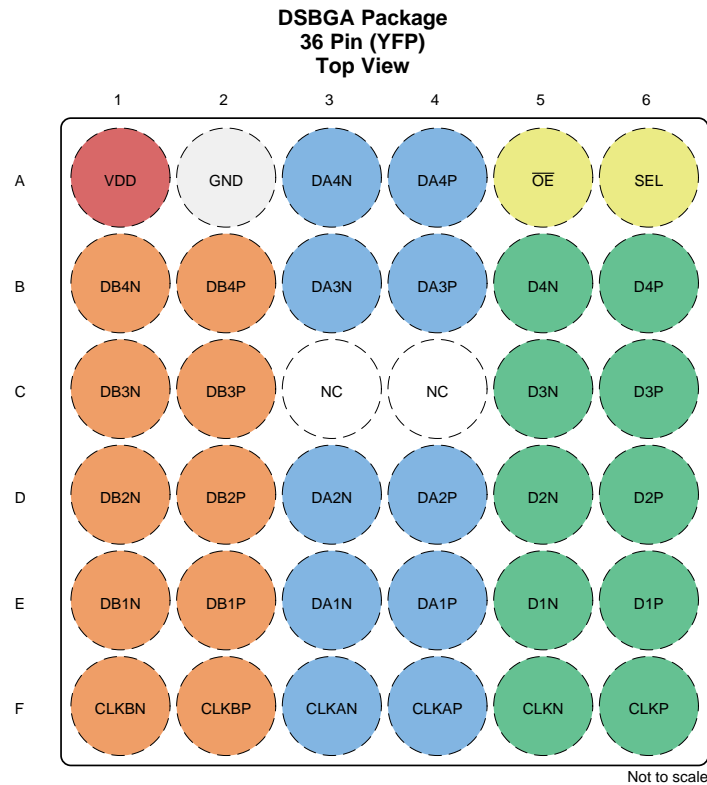 DSBGA Package
36 Pin (YFP)
Top View
1 2 3 4 5 6
A VDD GND DA4N DA4P O̅E̅ SEL
B DB4N DB4P DA3N DA3P D4N D4P
C DB3N DB3P NC NC D3N D3P
D DB2N DB2P DA2N DA2P D2N D2P
E DB1N DB1P DA1N DA1P D1N D1P
F CLKBN CLKBP CLKAN CLKAP CLKN CLKP
Not to scale